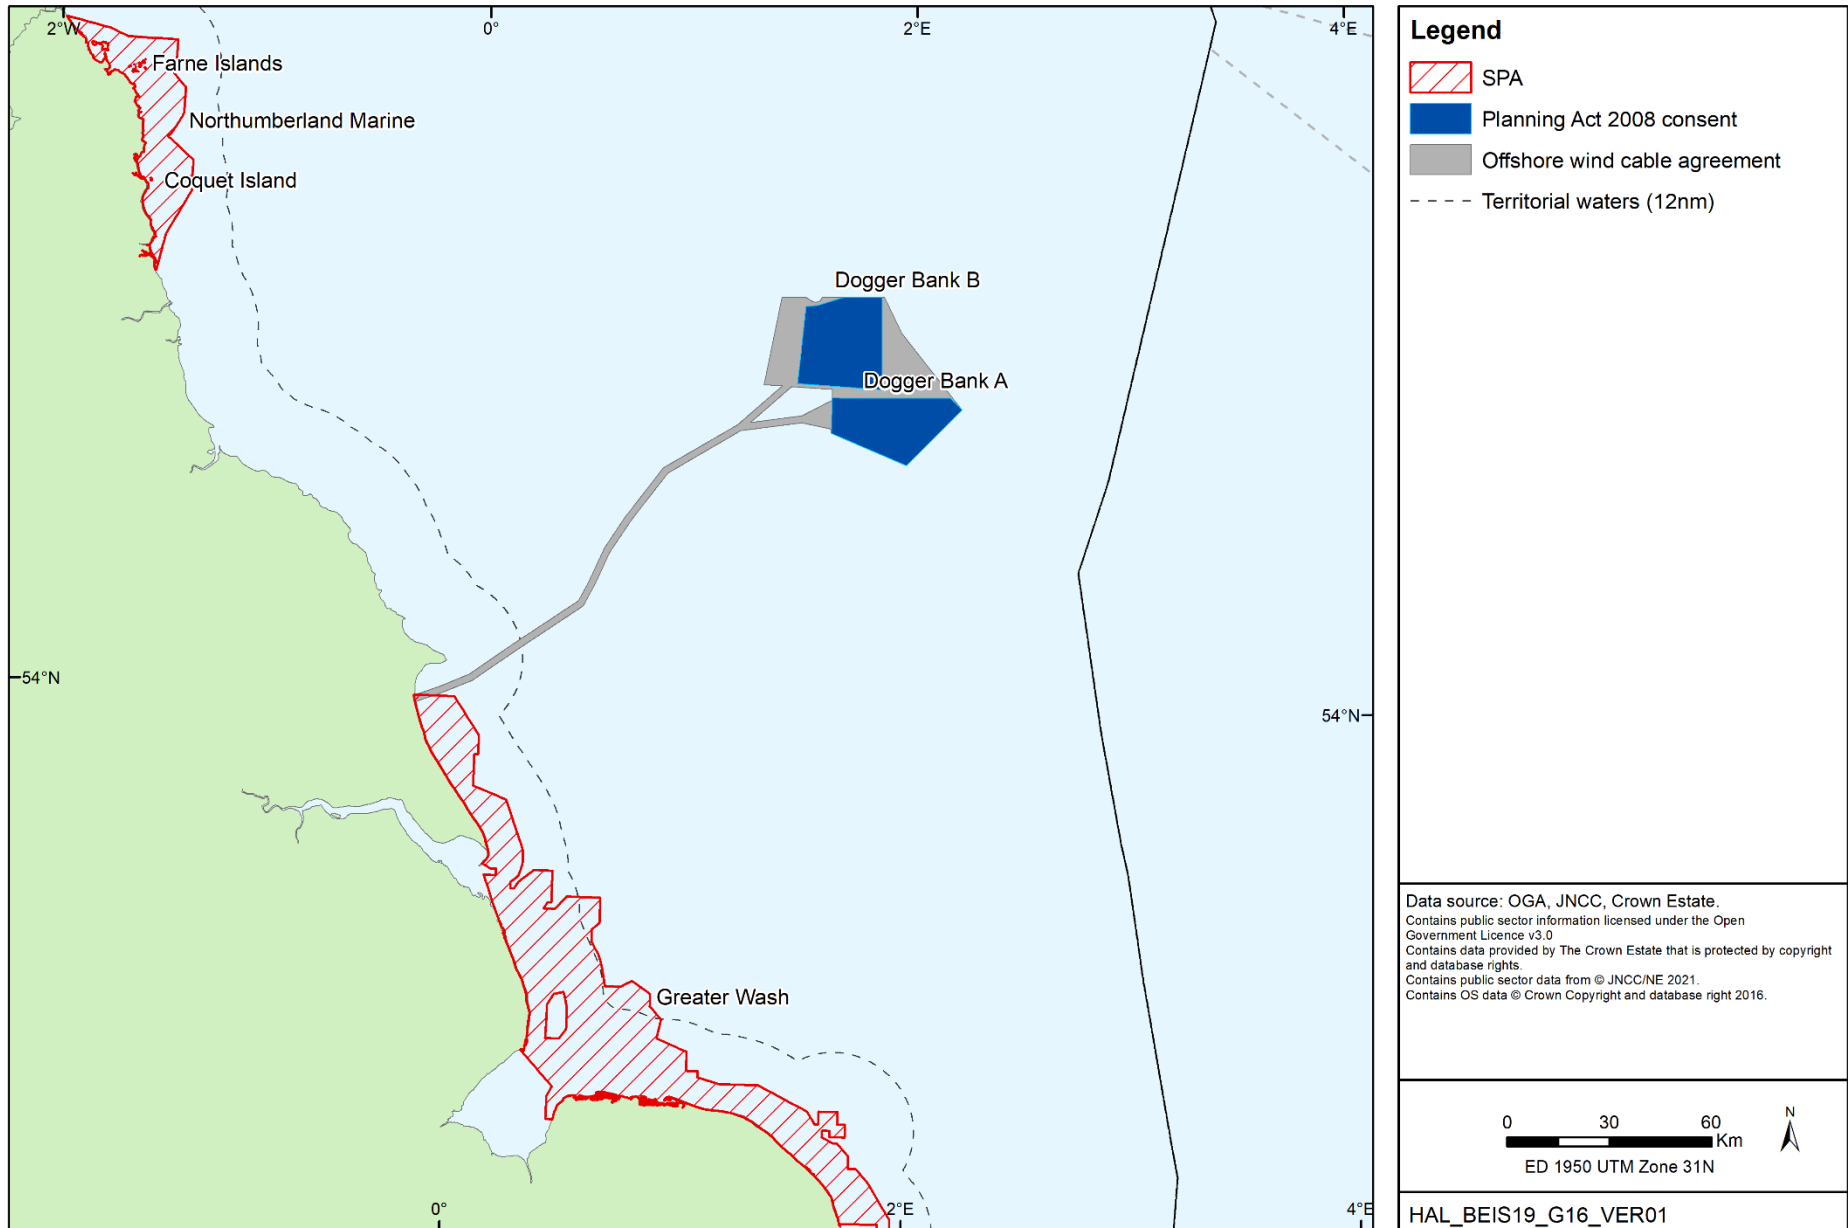 2°W
0°
2°E
4°E
Farne Islands
Northumberland Marine
Coquet Island
Dogger Bank B
Dogger Bank A
54°N
54°N
Greater Wash
0°
2°E
4°E
Legend
SPA
Planning Act 2008 consent
Offshore wind cable agreement
Territorial waters (12nm)
Data source: OGA, JNCC, Crown Estate.
Contains public sector information licensed under the Open
Government Licence v3.0
Contains data provided by The Crown Estate that is protected by copyright
and database rights.
Contains public sector data from © JNCC/NE 2021.
Contains OS data © Crown Copyright and database right 2016.
0 30 60
Km
N
ED 1950 UTM Zone 31N
HAL_BEIS19_G16_VER01